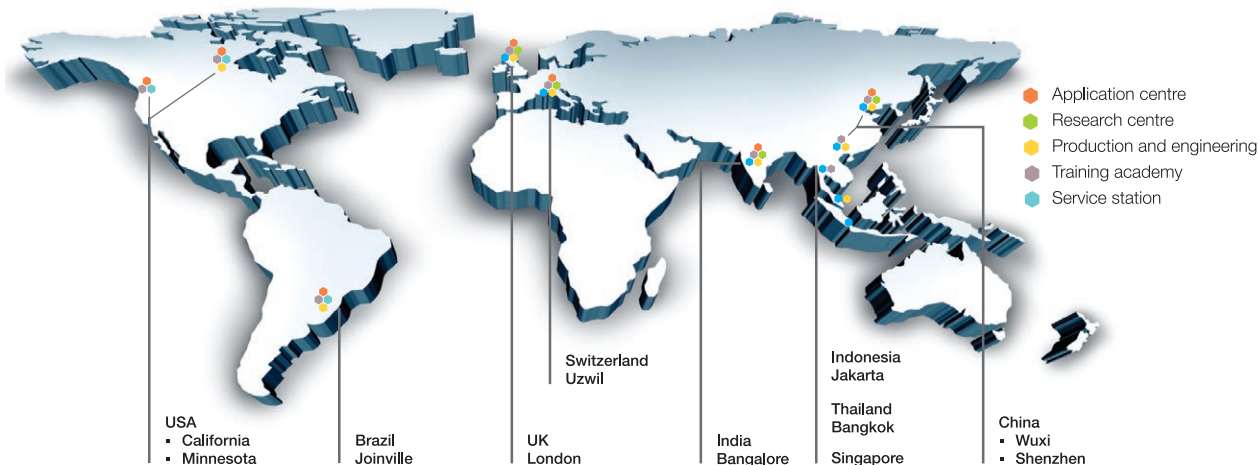 Application centre
Research centre
Production and engineering
Training academy
Service station
Switzerland
Uzwil
Indonesia
Jakarta
Thailand
Bangkok
Singapore
USA
▪ California
▪ Minnesota
Brazil
Joinville
UK
London
India
Bangalore
China
▪ Wuxi
▪ Shenzhen